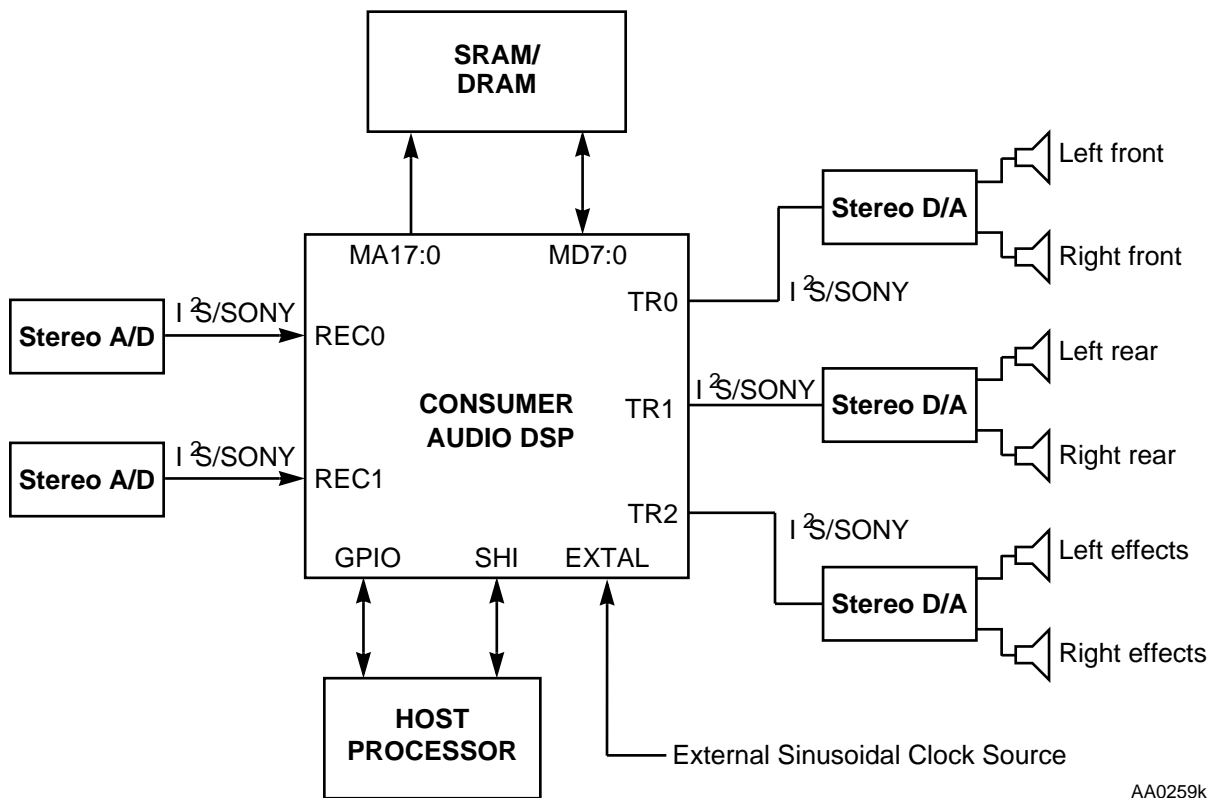 SRAM/
DRAM
MA17:0
MD7:0
Stereo A/D
I²S/SONY
REC0
Stereo A/D
I²S/SONY
REC1
CONSUMER
AUDIO DSP
TR0
I²S/SONY
Stereo D/A
Left front
Right front
TR1
I²S/SONY
Stereo D/A
Left rear
Right rear
TR2
I²S/SONY
Stereo D/A
Left effects
Right effects
GPIO
SHI
EXTAL
HOST
PROCESSOR
External Sinusoidal Clock Source
AA0259k